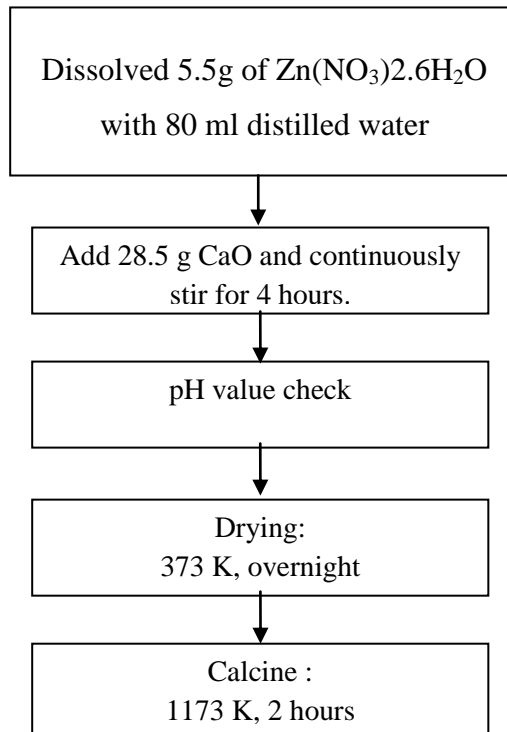 Dissolved 5.5g of Zn(NO₃)2.6H₂O
with 80 ml distilled water
Add 28.5 g CaO and continuously
stir for 4 hours.
pH value check
Drying:
373 K, overnight
Calcine :
1173 K, 2 hours